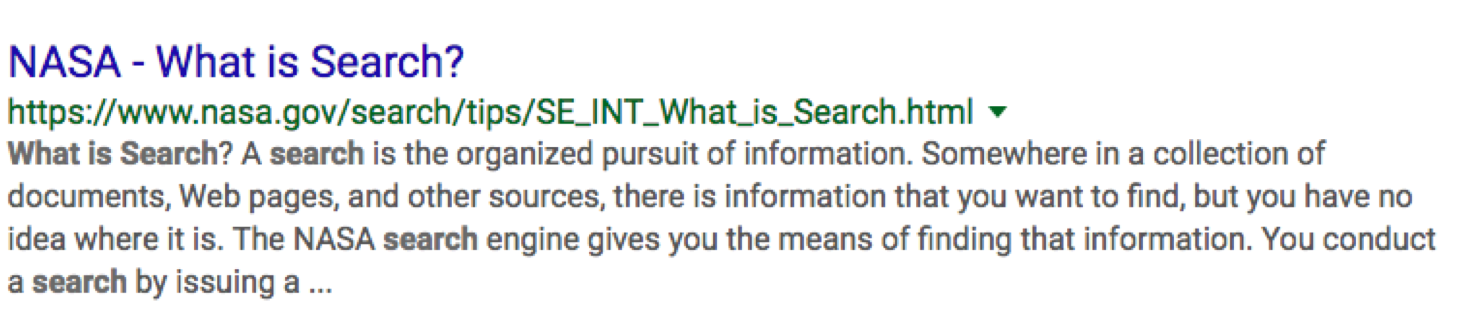 NASA - What is Search?
https://www.nasa.gov/search/tips/SE_INT_What_is_Search.html
What is Search? A search is the organized pursuit of information. Somewhere in a collection of
documents, Web pages, and other sources, there is information that you want to find, but you have no
idea where it is. The NASA search engine gives you the means of finding that information. You conduct
a search by issuing a ...